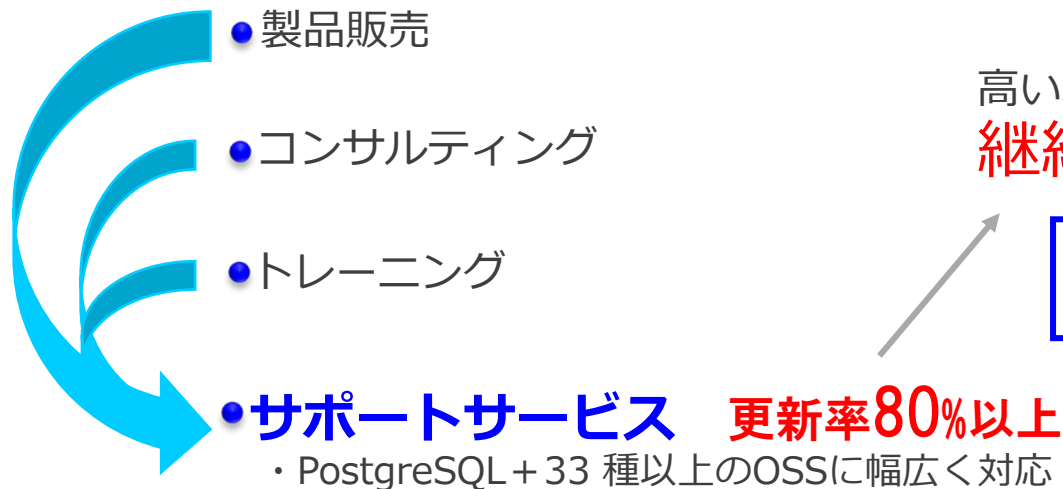 ・製品販売
・コンサルティング
・トレーニング
高い
継
・サポートサービス 更新率80%以上
・PostgreSQL+33 種以上のOSSに幅広く対応